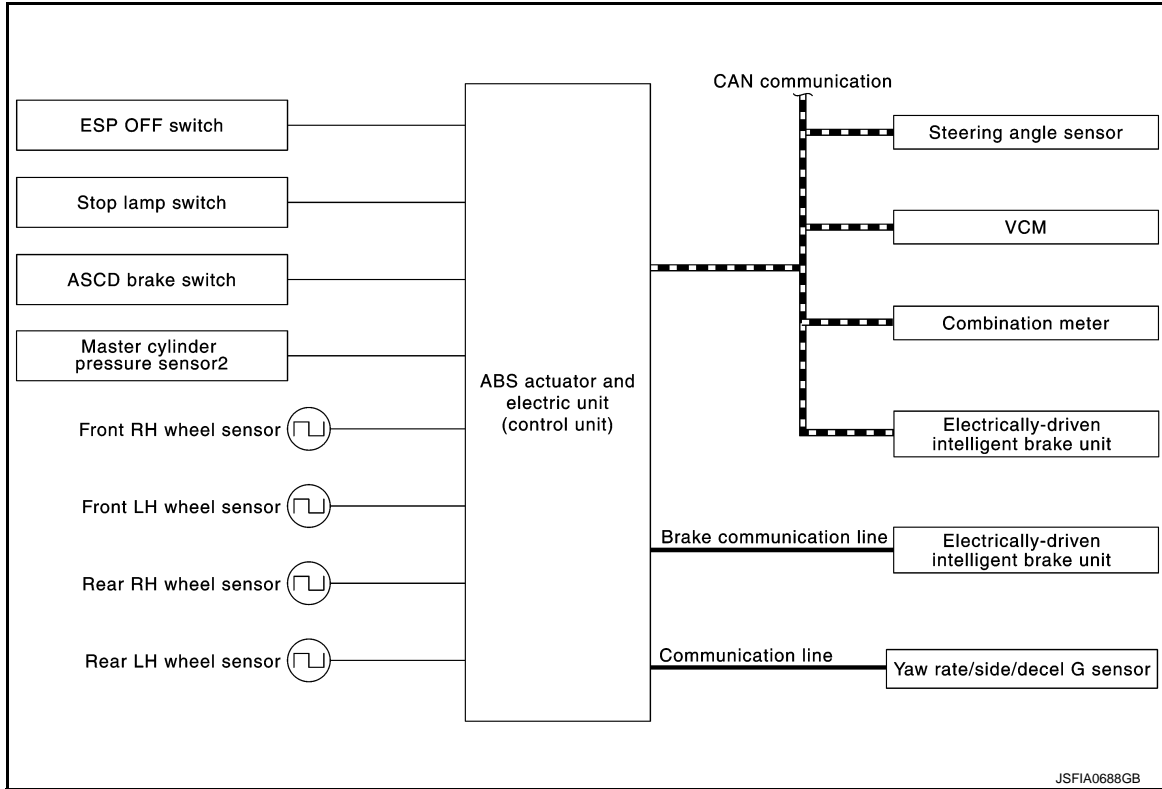 CAN communication
ESP OFF switch
Stop lamp switch
ASCD brake switch
Master cylinder
pressure sensor2
Front RH wheel sensor
Front LH wheel sensor
Rear RH wheel sensor
Rear LH wheel sensor
ABS actuator and
electric unit
(control unit)
Steering angle sensor
VCM
Combination meter
Electrically-driven
intelligent brake unit
Brake communication line
Electrically-driven
intelligent brake unit
Communication line
Yaw rate/side/decel G sensor
JSFIA0688GB